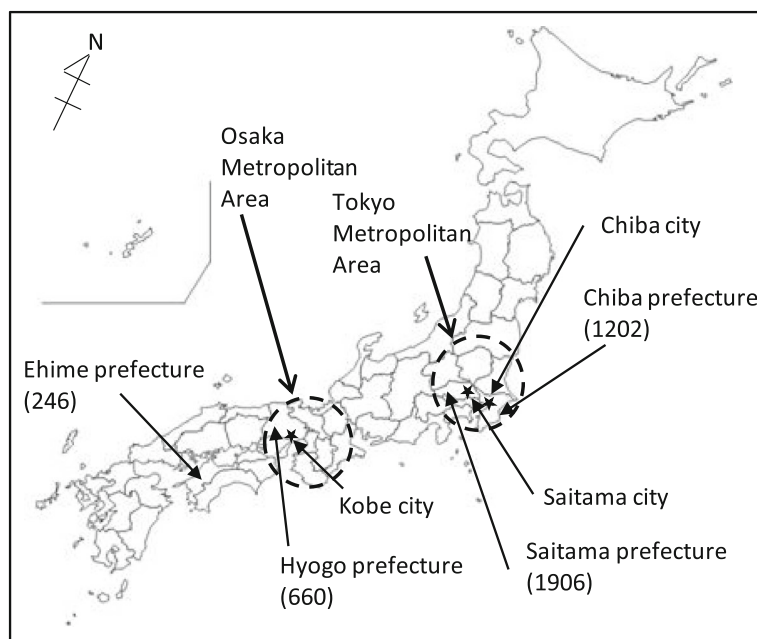 N
Osaka
Metropolitan
Area
Tokyo
Metropolitan
Area
Chiba city
Chiba prefecture
(1202)
Ehime prefecture
(246)
Kobe city
Saitama city
Hyogo prefecture
(660)
Saitama prefecture
(1906)